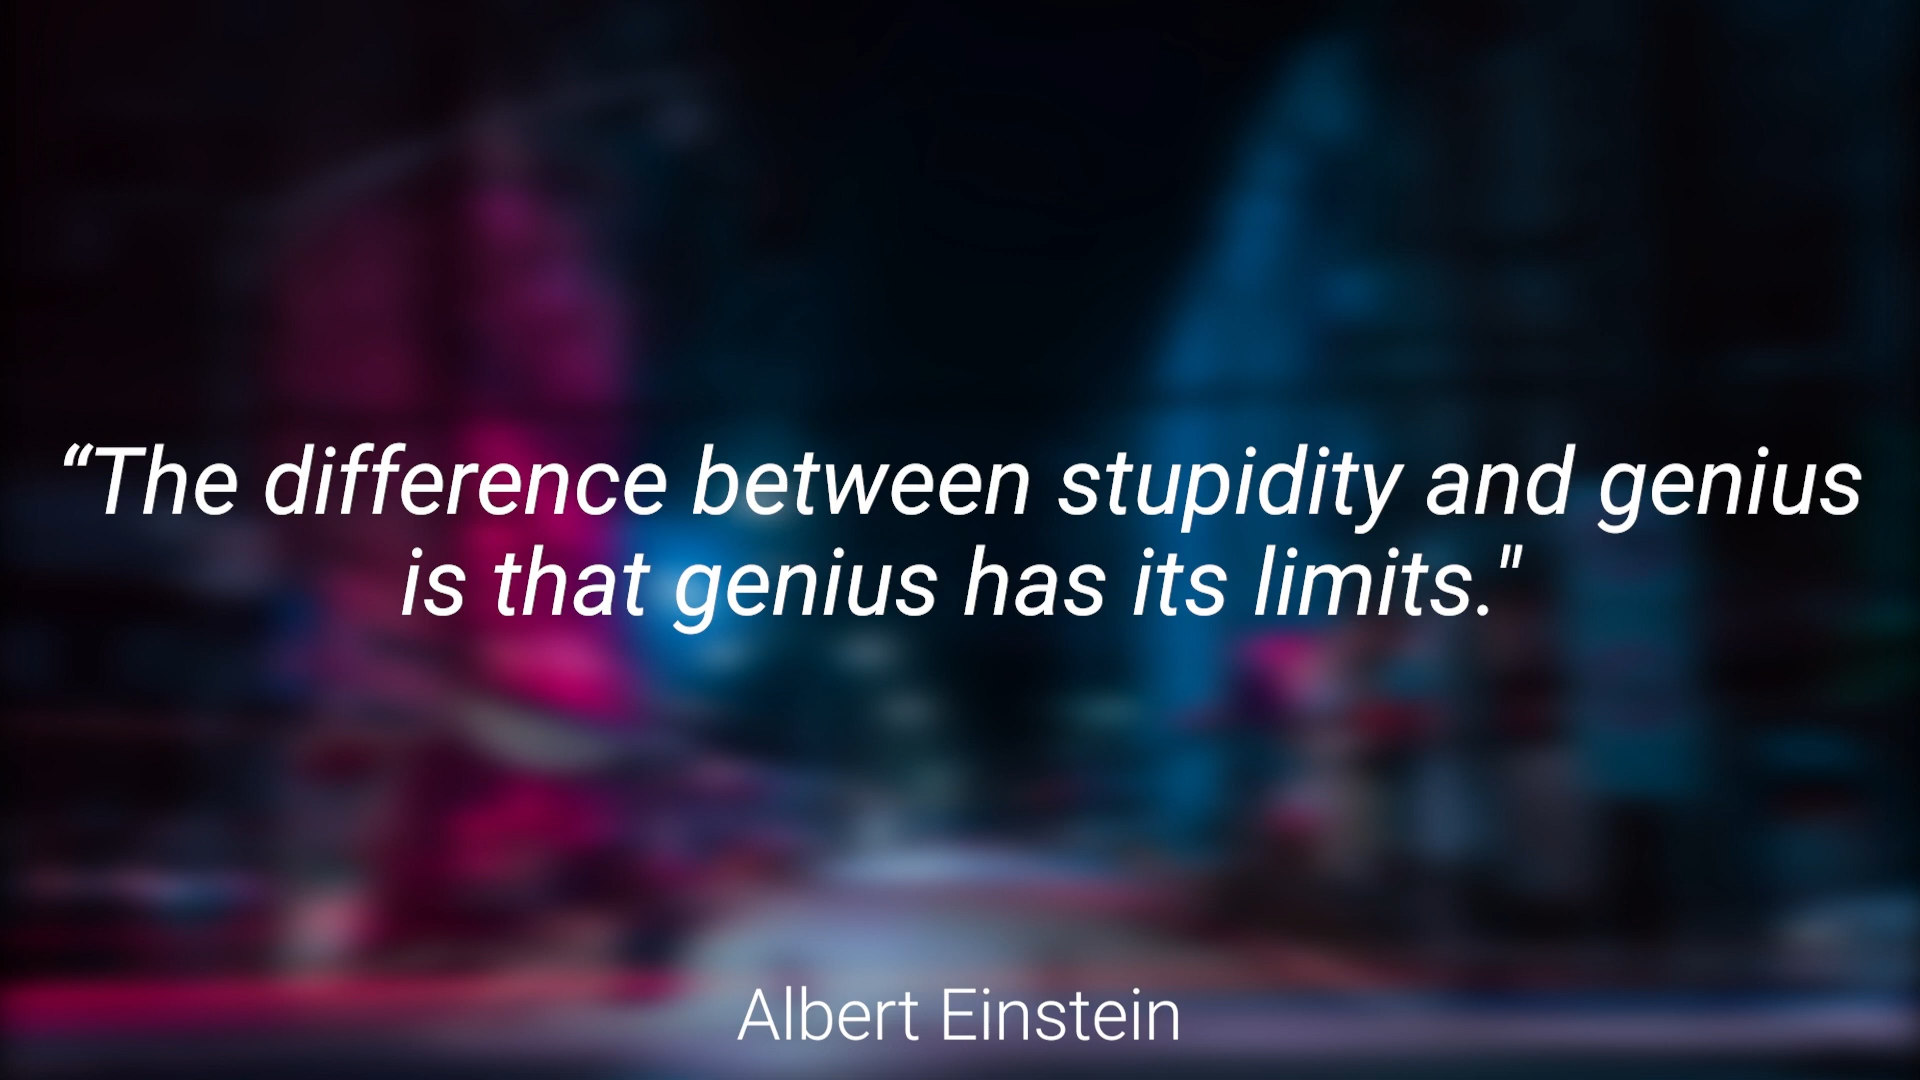 “The difference between stupidity and genius
is that genius has its limits."
Albert Einstein